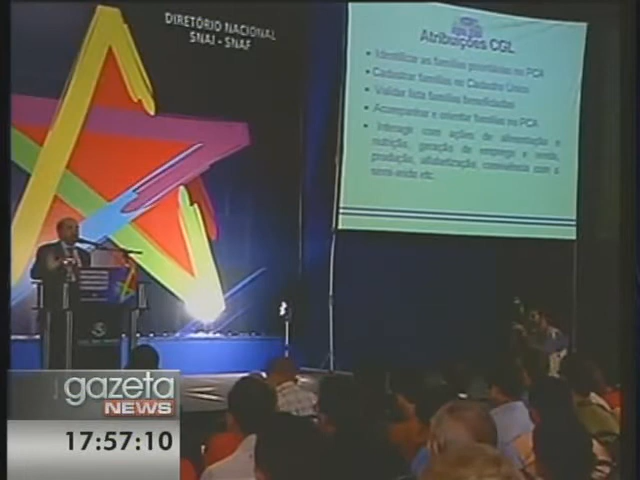 DIRETÓRIO NACIONAL
SNAI - SNAF
Atribuições CGL
• Identificar as famílias prioritárias no PCA
• Cadastrar famílias no Cadastro Único
• Validar lista famílias beneficiadas
• Acompanhar e orientar famílias no PCA
• Interage com ações de alimentação e
nutrição, geração de emprego e renda,
produção, alfabetização, convivência com o
semi-árido etc.
gazeta
NEWS
17:57:10